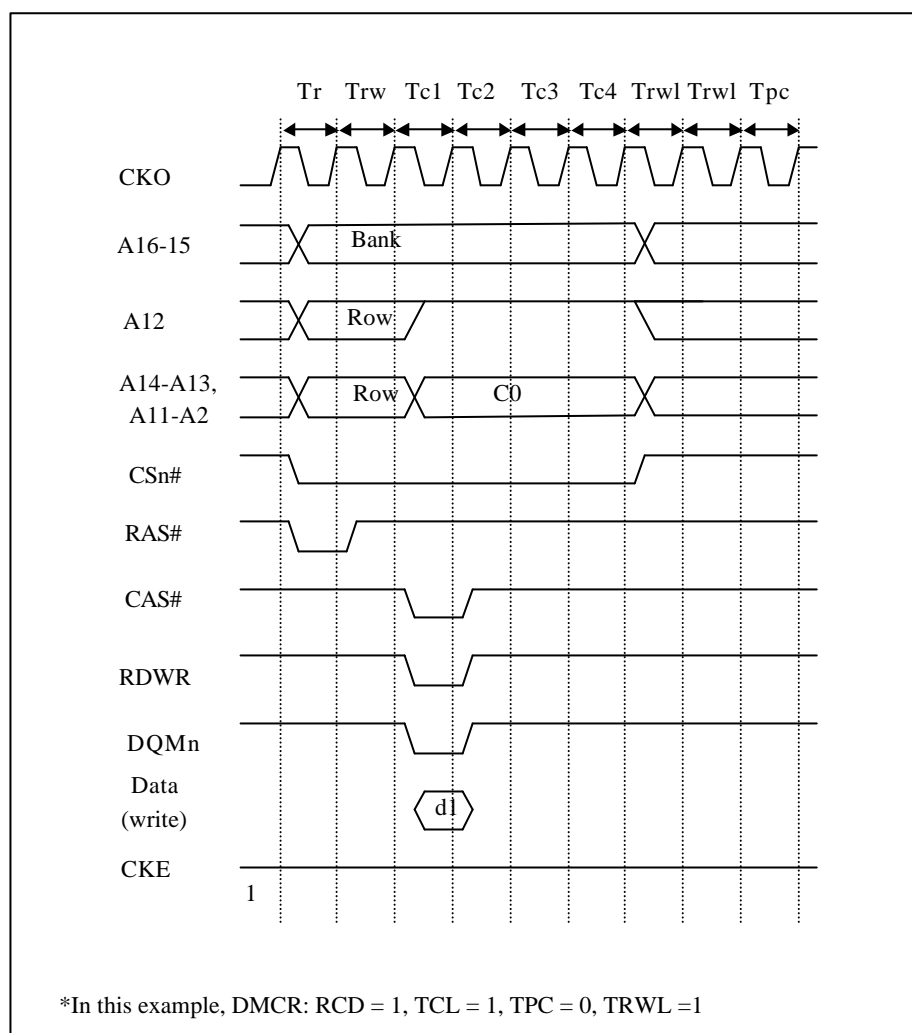 Tr Trw Tc1 Tc2 Tc3 Tc4 Trwl Trwl Tpc
CKO
A16-15 Bank
A12 Row
A14-A13,
A11-A2 Row C0
CSn#
RAS#
CAS#
RDWR
DQMn
Data
(write) d1
CKE
1
*In this example, DMCR: RCD = 1, TCL = 1, TPC = 0, TRWL =1